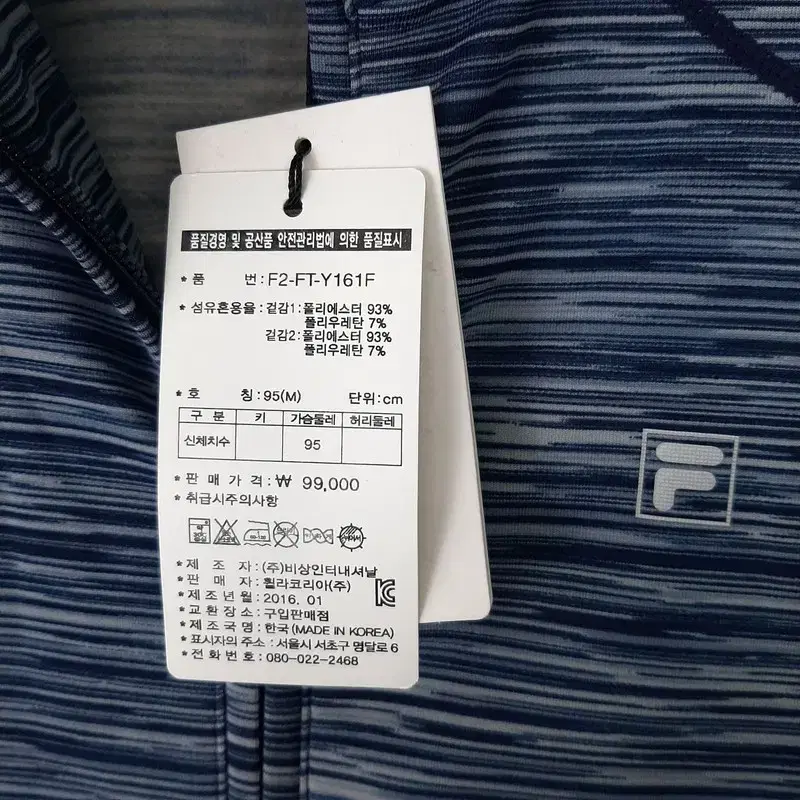 품질경영 및 공산품 안전관리법에 의한 품질표시
* 품 번 : F2-FT-Y161F
* 섬유혼용율 : 겉감1 : 폴리에스터 93%
폴리우레탄 7%
겉감2 : 폴리에스터 93%
폴리우레탄 7%
* 호 칭 : 95(M) 단위 : cm
구 분 키 가슴둘레 허리둘레
신체치수 95
* 판 매 가 격 : ₩ 99,000
* 취급시주의사항
* 제 조 자 : (주)비상인터내셔날
* 판 매 자 : 휠라코리아(주)
* 제 조 년 월 : 2016. 01
* 교 환 장 소 : 구입판매점
* 제 조 국 명 : 한국 (MADE IN KOREA)
* 표시자의 주소 : 서울시 서초구 명달로 6
* 전 화 번 호 : 080-022-2468
F